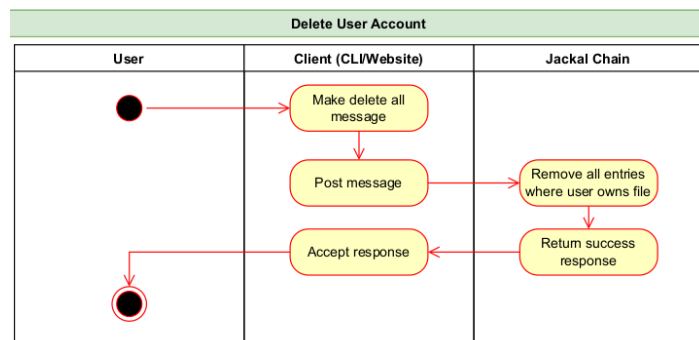 Delete User Account
User
Client (CLI/Website)
Jackal Chain
Make delete all
message
Post message
Remove all entries
where user owns file
Accept response
Return success
response